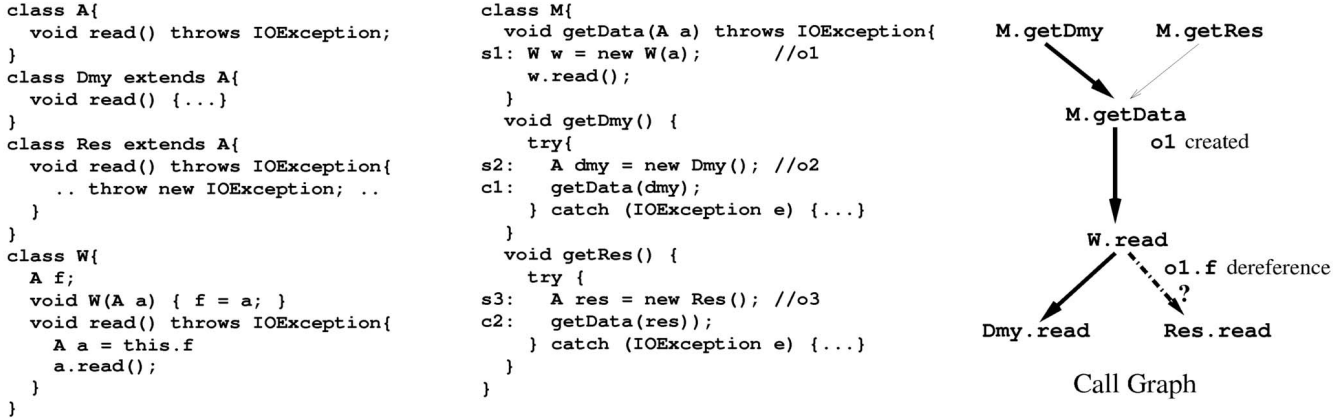 class A{
  void read() throws IOException;
}
class Dmy extends A{
  void read() {...}
}
class Res extends A{
  void read() throws IOException{
    .. throw new IOException; ..
  }
}
class W{
  A f;
  void W(A a) { f = a; }
  void read() throws IOException{
    A a = this.f
    a.read();
  }
}
class M{
  void getData(A a) throws IOException{
s1: W w = new W(a);      //o1
    w.read();
  }
  void getDmy() {
    try{
s2:   A dmy = new Dmy(); //o2
c1:   getData(dmy);
    } catch (IOException e) {...}
  }
  void getRes() {
    try {
s3:   A res = new Res(); //o3
c2:   getData(res));
    } catch (IOException e) {...}
  }
}
M.getDmy M.getRes
M.getData
o1 created
W.read
o1.f dereference
?
Dmy.read Res.read
Call Graph